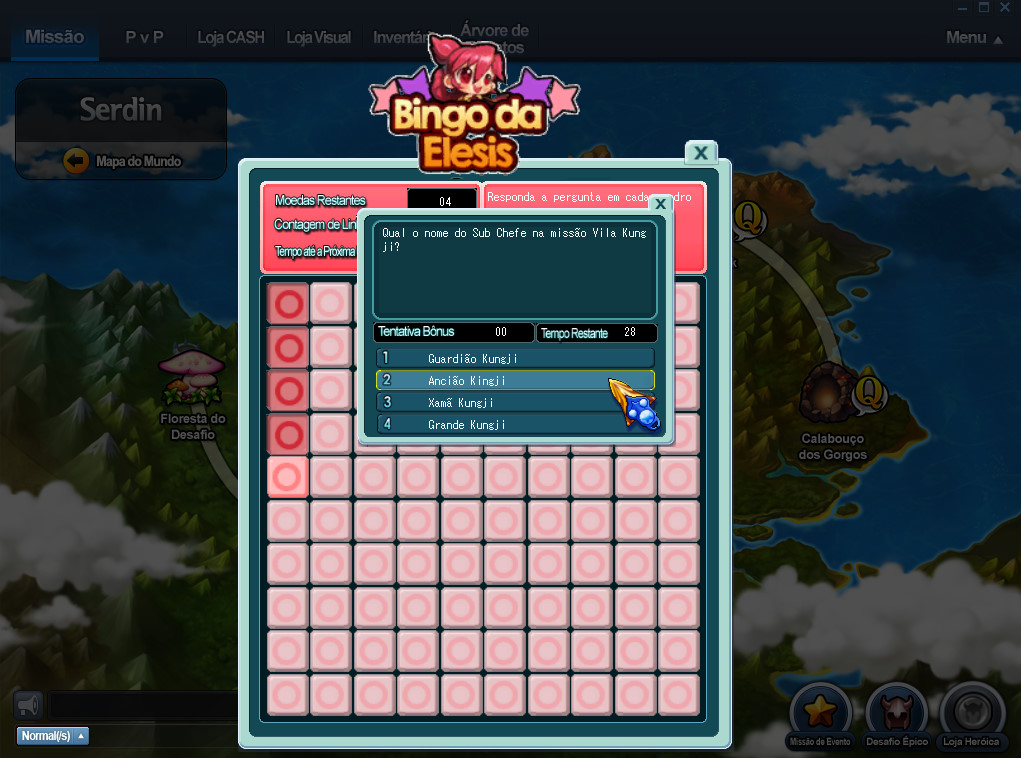 Missão
P v P
Loja CASH
Loja Visual
Inventár
Árvore de
tos
Menu
Serdin
Mapa do Mundo
Bingo da
Elesis
X
Moedas Restantes
04
Responda a pergunta em cada
dro
Contagem de Lin
Tempo até a Próxima
X
Qual o nome do Sub Chefe na missão Vila Kung
ji?
Tentativa Bônus 00
Tempo Restante 28
1 Guardião Kungji
2 Ancião Kingji
3 Xamã Kungji
4 Grande Kungji
Floresta do
Desafio
Q
Q
Calabouço
dos Gorgos
Normal(/s)
Missão de Evento
Desafio Épico
Loja Heróica